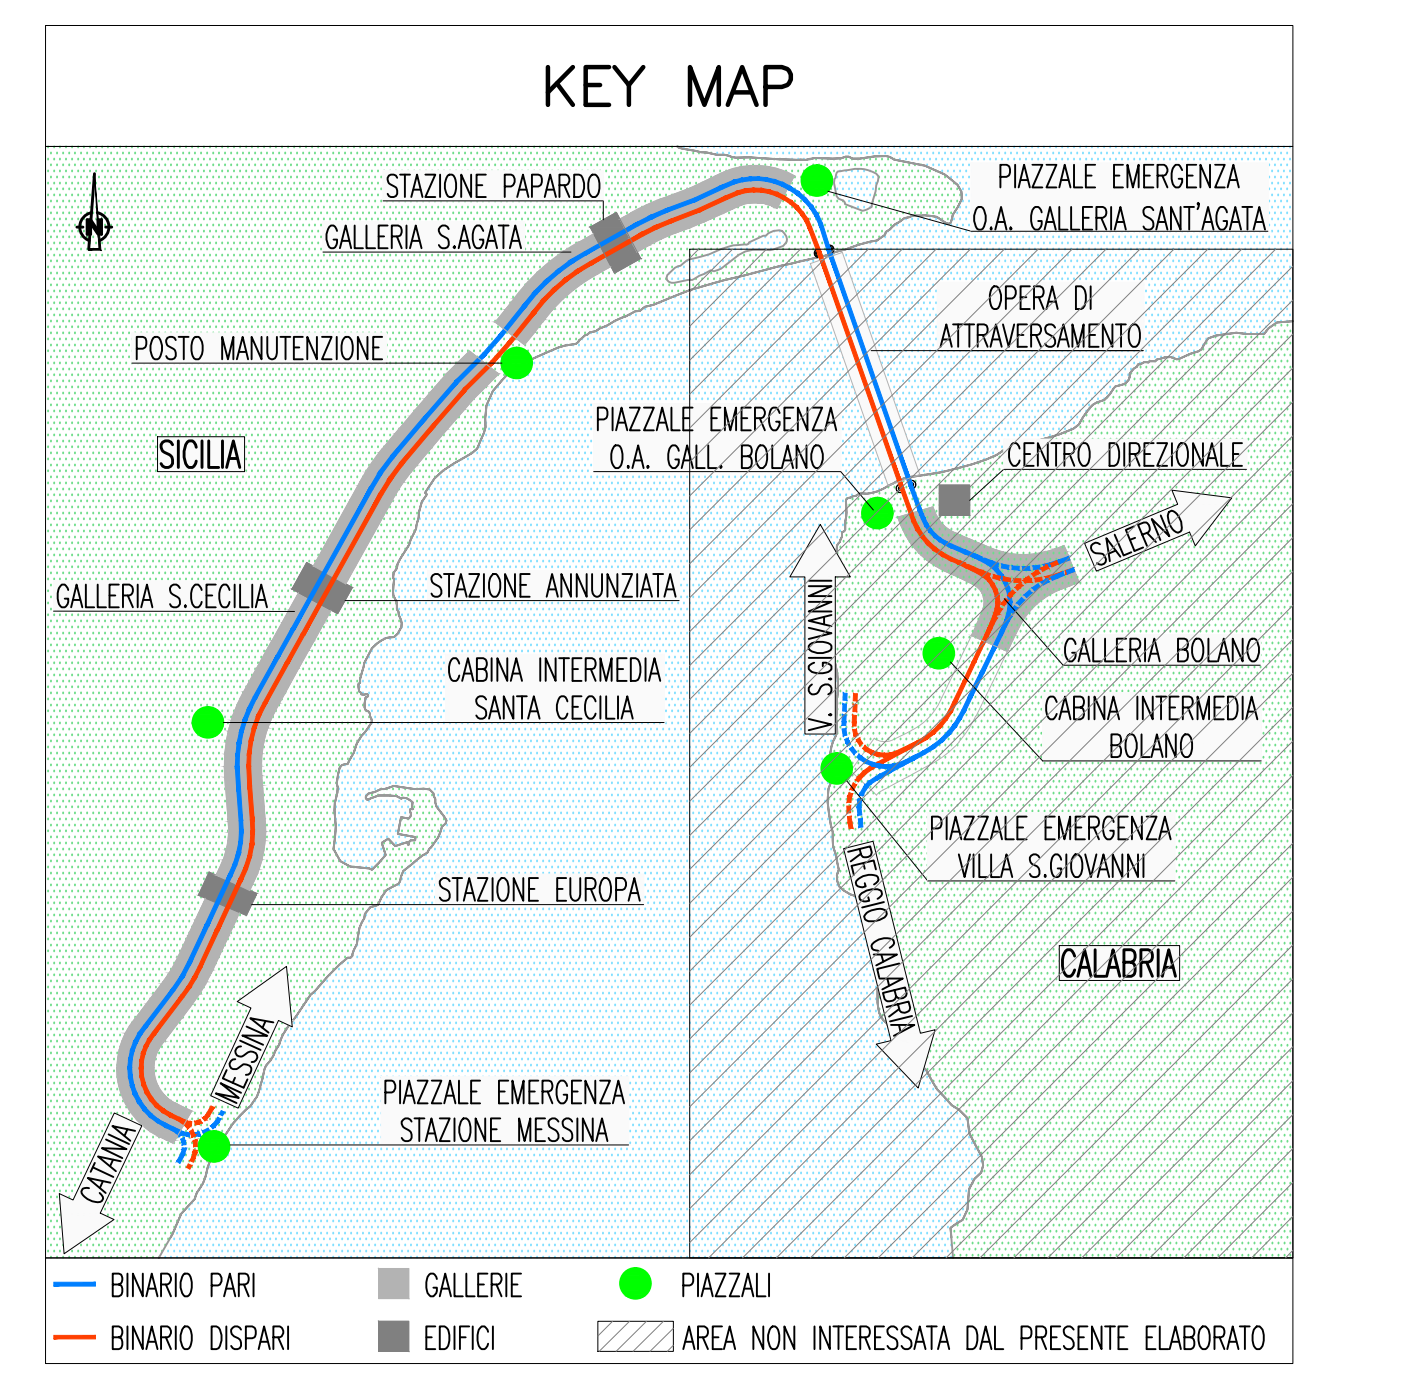 KEY MAP
N
STAZIONE PAPARDO
GALLERIA S.AGATA
PIAZZALE EMERGENZA
O.A. GALLERIA SANT'AGATA
OPERA DI
ATTRAVERSAMENTO
POSTO MANUTENZIONE
SICILIA
PIAZZALE EMERGENZA
O.A. GALL. BOLANO
CENTRO DIREZIONALE
SALERNO
GALLERIA S.CECILIA
STAZIONE ANNUNZIATA
V. S.GIOVANNI
GALLERIA BOLANO
CABINA INTERMEDIA
SANTA CECILIA
CABINA INTERMEDIA
BOLANO
PIAZZALE EMERGENZA
VILLA S.GIOVANNI
STAZIONE EUROPA
REGGIO CALABRIA
CALABRIA
MESSINA
PIAZZALE EMERGENZA
STAZIONE MESSINA
CATANIA
BINARIO PARI
GALLERIE
PIAZZALI
BINARIO DISPARI
EDIFICI
AREA NON INTERESSATA DAL PRESENTE ELABORATO